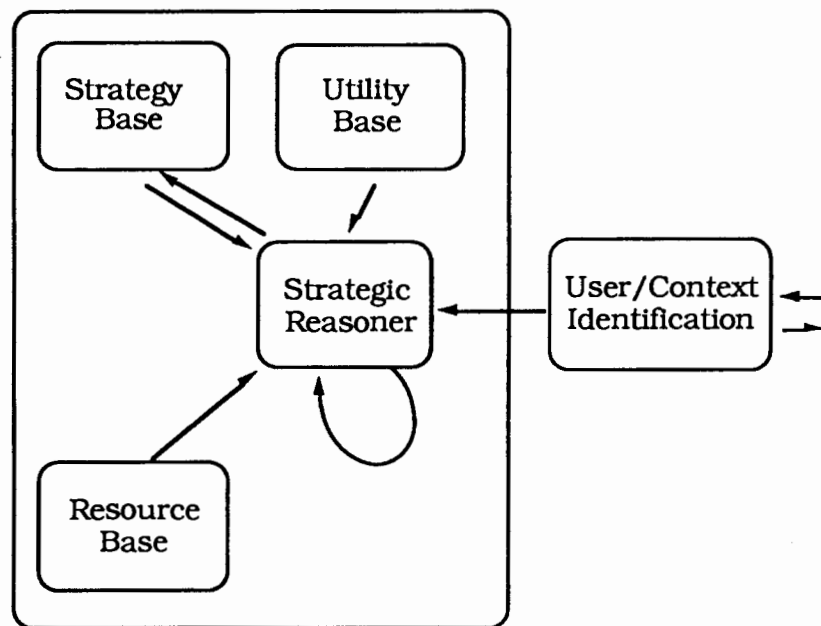 Strategy
Base
Utility
Base
Strategic
Reasoner
User/Context
Identification
Resource
Base